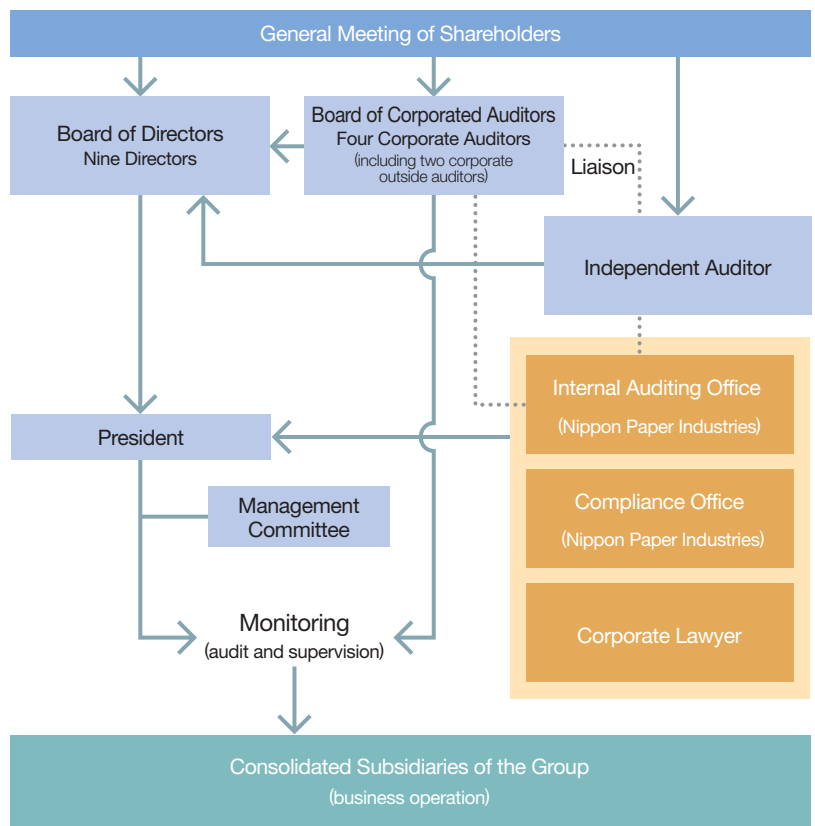 General Meeting of Shareholders
Board of Directors
Nine Directors
Board of Corporated Auditors
Four Corporate Auditors
(including two corporate
outside auditors)
Liaison
Independent Auditor
Internal Auditing Office
(Nippon Paper Industries)
President
Compliance Office
(Nippon Paper Industries)
Management
Committee
Corporate Lawyer
Monitoring
(audit and supervision)
Consolidated Subsidiaries of the Group
(business operation)